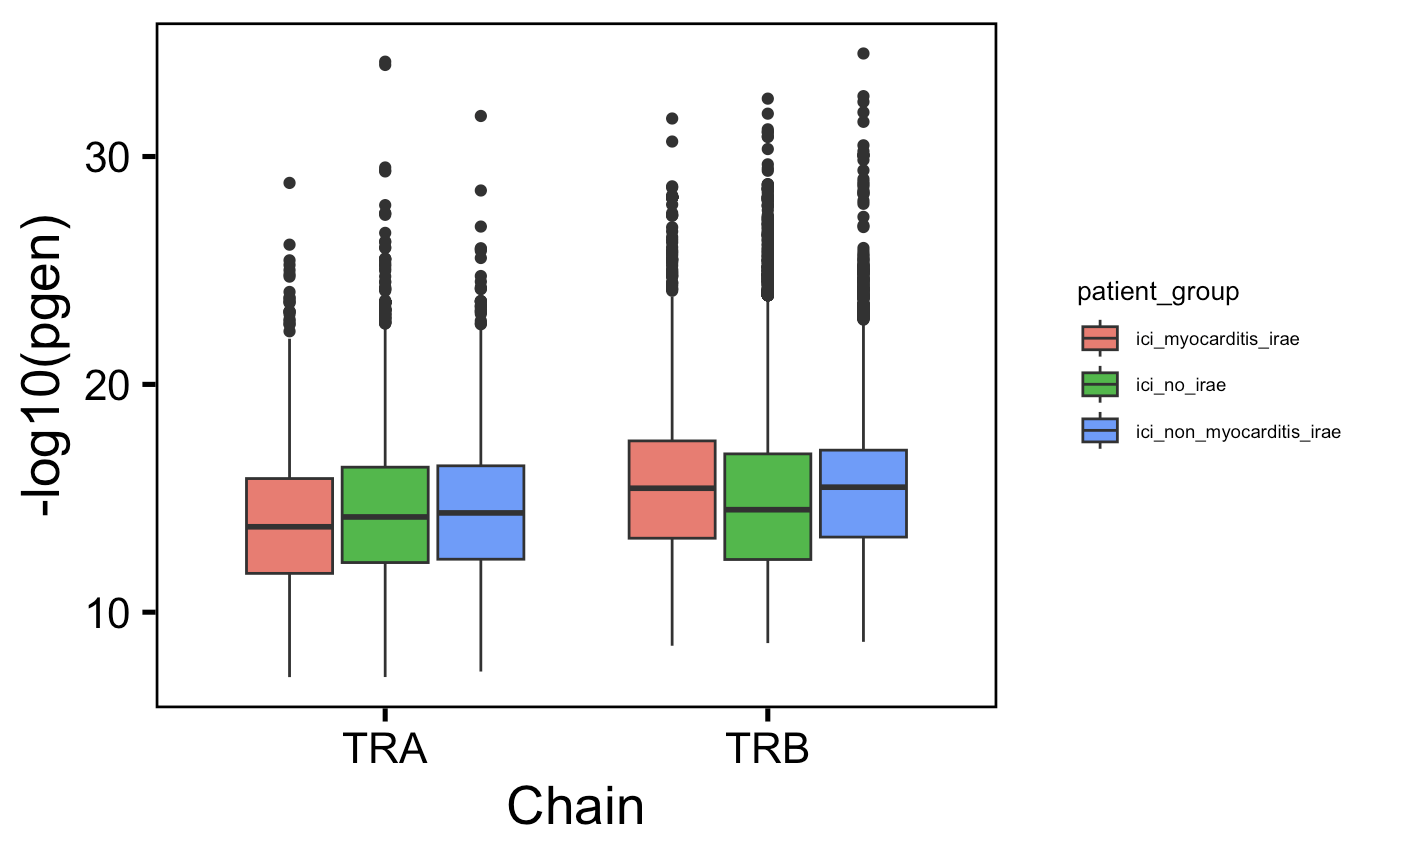 -log10(pgen)
30
20
10
TRA
TRB
Chain
patient_group
ici_myocarditis_irae
ici_no_irae
ici_non_myocarditis_irae